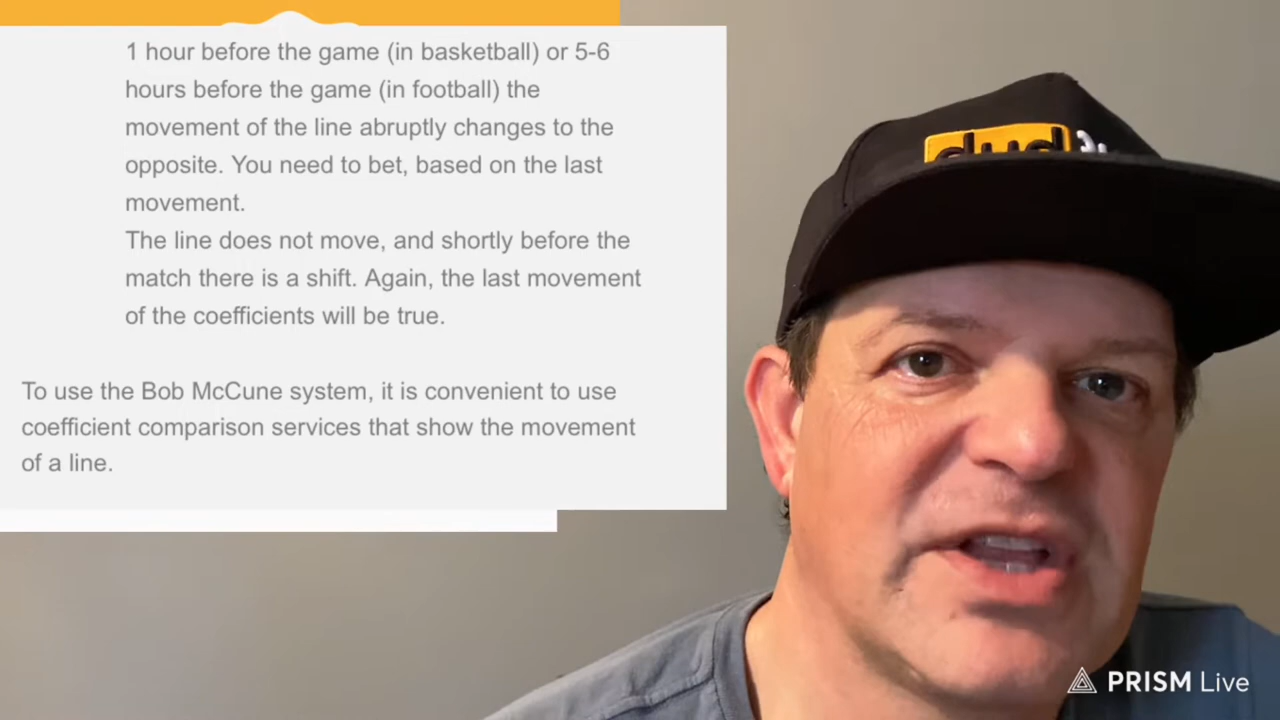 1 hour before the game (in basketball) or 5-6
hours before the game (in football) the
movement of the line abruptly changes to the
opposite. You need to bet, based on the last
movement.
The line does not move, and shortly before the
match there is a shift. Again, the last movement
of the coefficients will be true.
To use the Bob McCune system, it is convenient to use
coefficient comparison services that show the movement
of a line.
PRISM Live